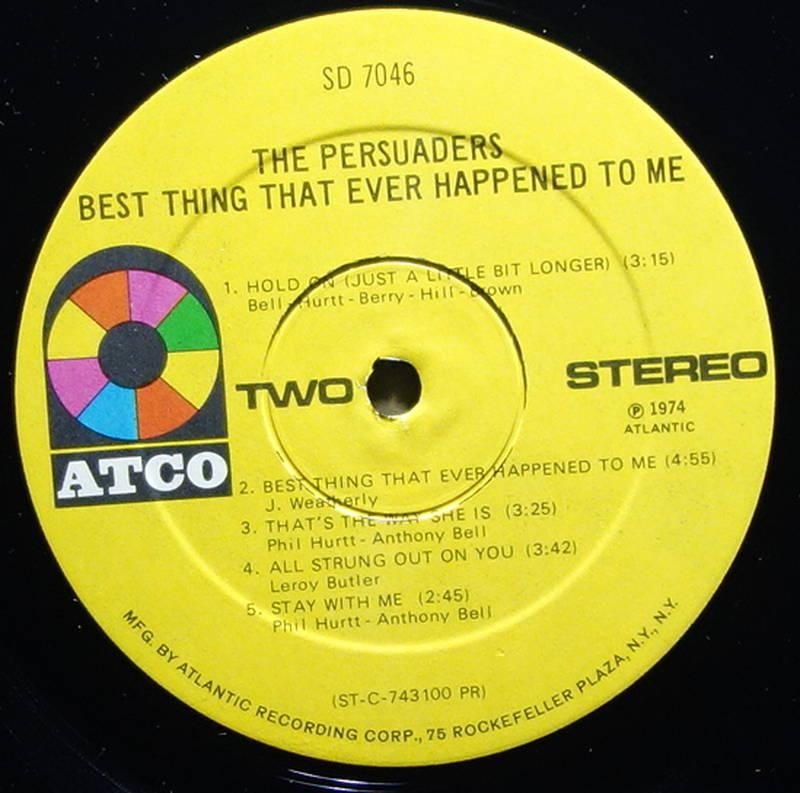 SD 7046
THE PERSUADERS
BEST THING THAT EVER HAPPENED TO ME
1. HOLD ON (JUST A LITTLE BIT LONGER) (3:15)
Bell - Hurtt - Berry - Hill - Brown
TWO
STEREO
℗ 1974
ATLANTIC
ATCO
2. BEST THING THAT EVER HAPPENED TO ME (4:55)
J. Weatherly
3. THAT'S THE WAY SHE IS (3:25)
Phil Hurtt - Anthony Bell
4. ALL STRUNG OUT ON YOU (3:42)
Leroy Butler
5. STAY WITH ME (2:45)
Phil Hurtt - Anthony Bell
(ST-C-743100 PR)
MFG. BY ATLANTIC RECORDING CORP., 75 ROCKEFELLER PLAZA, N.Y., N.Y.